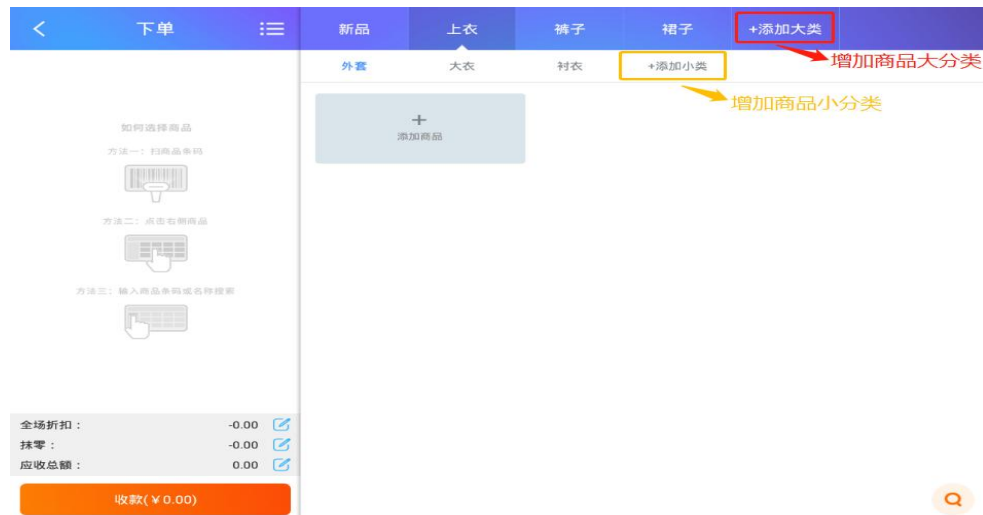 下单
如何选择商品
方法一：扫商品条码
方法二：点击右侧商品
方法三：输入商品条码或名称搜索
全场折扣： -0.00
抹零： -0.00
应收总额： 0.00
收款(￥0.00)
新品 上衣 裤子 裙子 +添加大类
增加商品大分类
外套 大衣 衬衣 +添加小类
增加商品小分类
+
添加商品